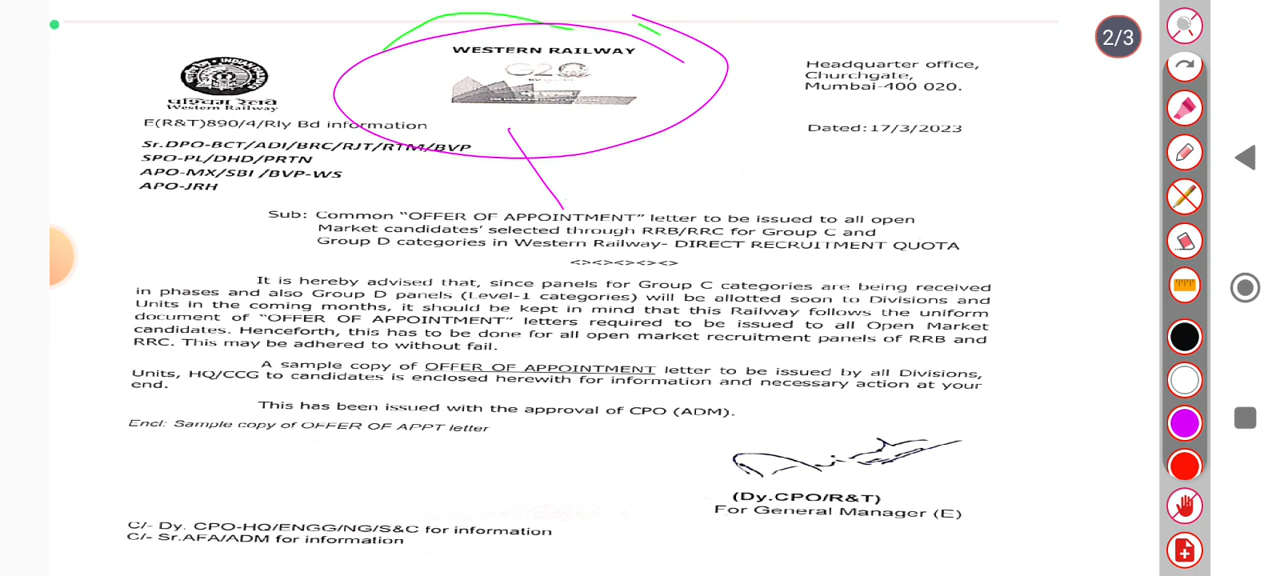 2/3
WESTERN RAILWAY
INDIAN RAILWAYS
G20
पश्चिम रेलवे
Western Railway
Headquarter office,
Churchgate,
Mumbai-400 020.
E(R&T)890/4/Rly Bd information
Dated:17/3/2023
Sr.DPO-BCT/ADI/BRC/RJT/RTM/BVP
SPO-PL/DHD/PRTN
APO-MX/SBI /BVP-WS
APO-JRH
Sub: Common "OFFER OF APPOINTMENT" letter to be issued to all open
Market candidates' selected through RRB/RRC for Group C and
Group D categories in Western Railway- DIRECT RECRUITMENT QUOTA
<><><><><>
It is hereby advised that, since panels for Group C categories are being received
in phases and also Group D panels (Level-1 categories) will be allotted soon to Divisions and
Units in the coming months, it should be kept in mind that this Railway follows the uniform
document of "OFFER OF APPOINTMENT" letters required to be issued to all Open Market
candidates. Henceforth, this has to be done for all open market recruitment panels of RRB and
RRC. This may be adhered to without fail.
A sample copy of OFFER OF APPOINTMENT letter to be issued by all Divisions,
Units, HQ/CCG to candidates is enclosed herewith for information and necessary action at your
end.
This has been issued with the approval of CPO (ADM).
Encl: Sample copy of OFFER OF APPT letter
(Dy.CPO/R&T)
For General Manager (E)
C/- Dy. CPO-HQ/ENGG/NG/S&C for information
C/- Sr.AFA/ADM for information